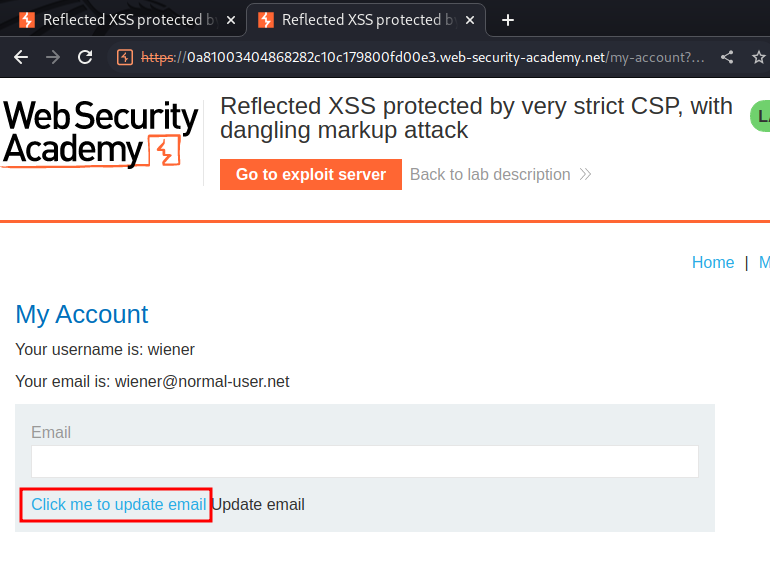 Reflected XSS protected by
Reflected XSS protected by
https://0a81003404868282c10c179800fd00e3.web-security-academy.net/my-account?...
Web Security
Academy
Reflected XSS protected by very strict CSP, with
dangling markup attack
Go to exploit server
Back to lab description
Home | M
My Account
Your username is: wiener
Your email is: wiener@normal-user.net
Email
Click me to update email Update email